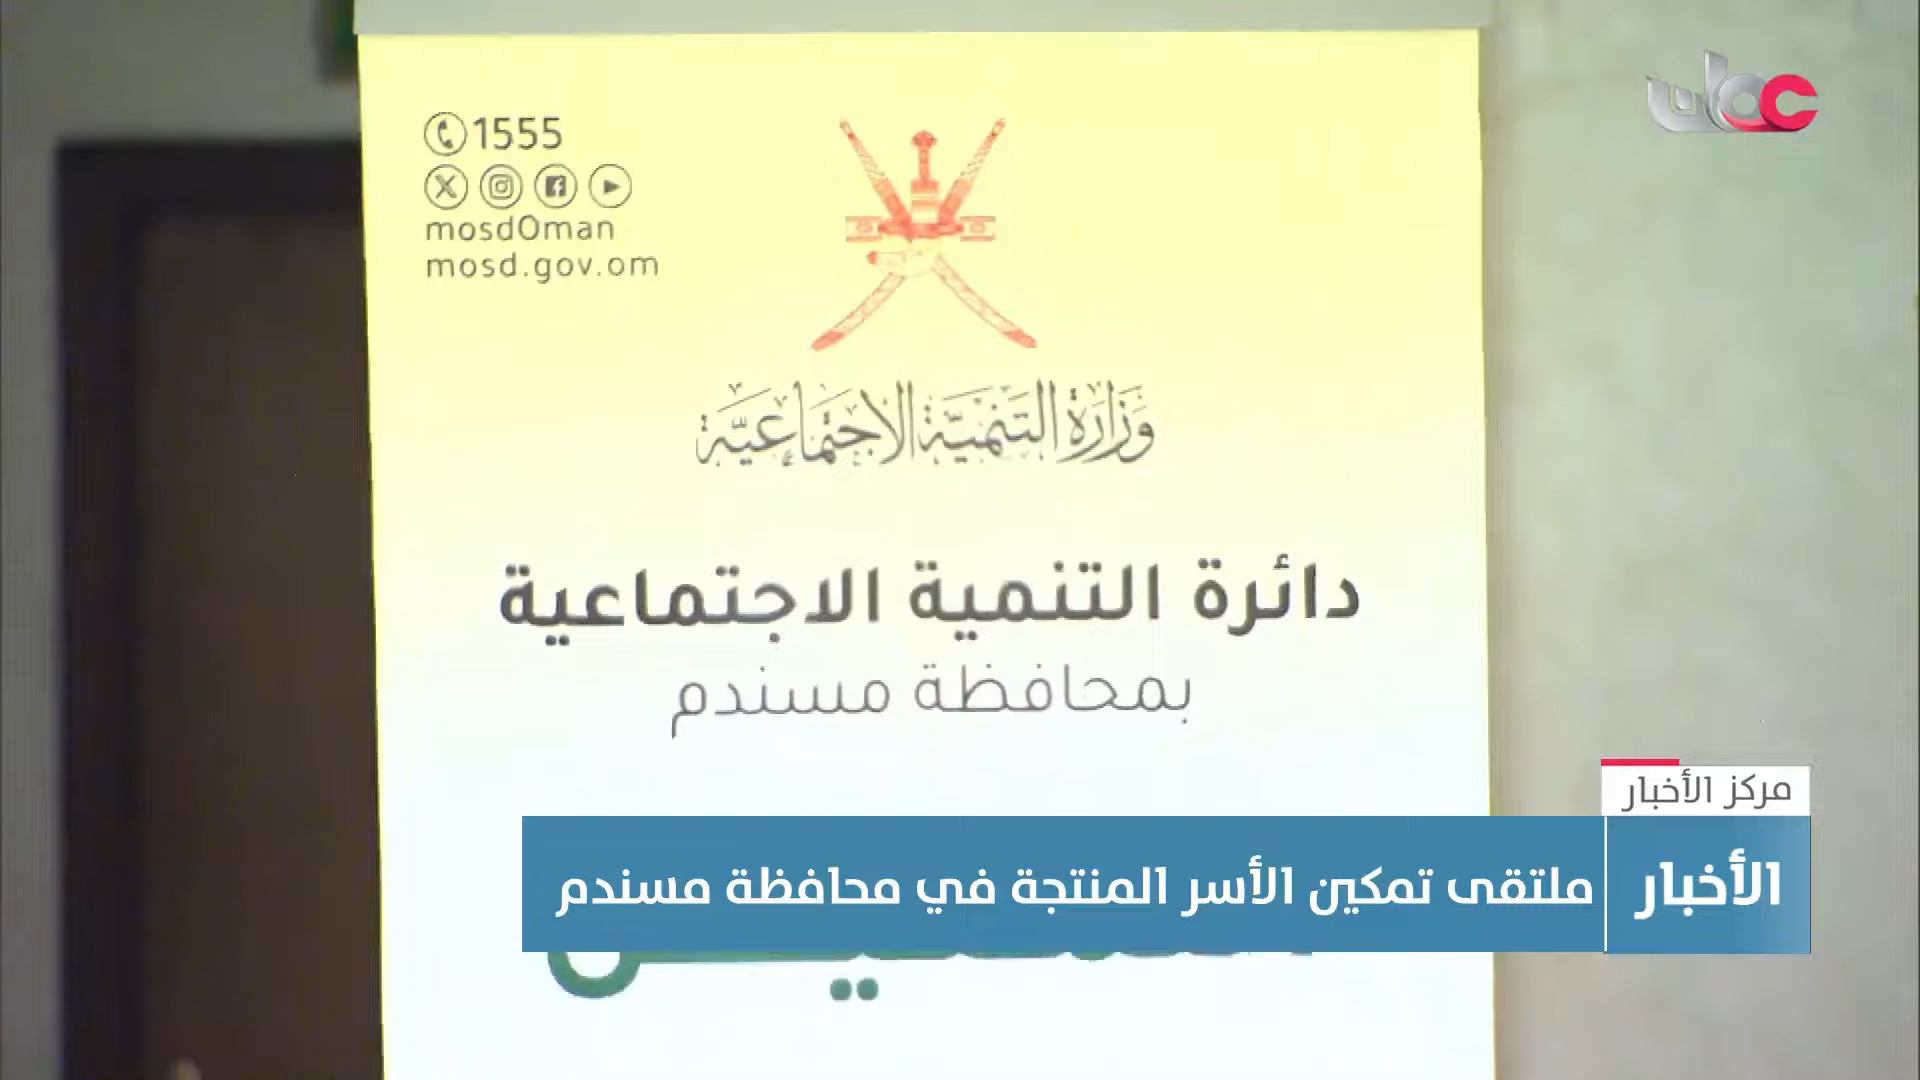 عمان
1555
mosdOman
mosd.gov.om
وزارة التنمية الاجتماعية
دائرة التنمية الاجتماعية
بمحافظة مسندم
مركز الأخبار
الأخبار
ملتقى تمكين الأسر المنتجة في محافظة مسندم